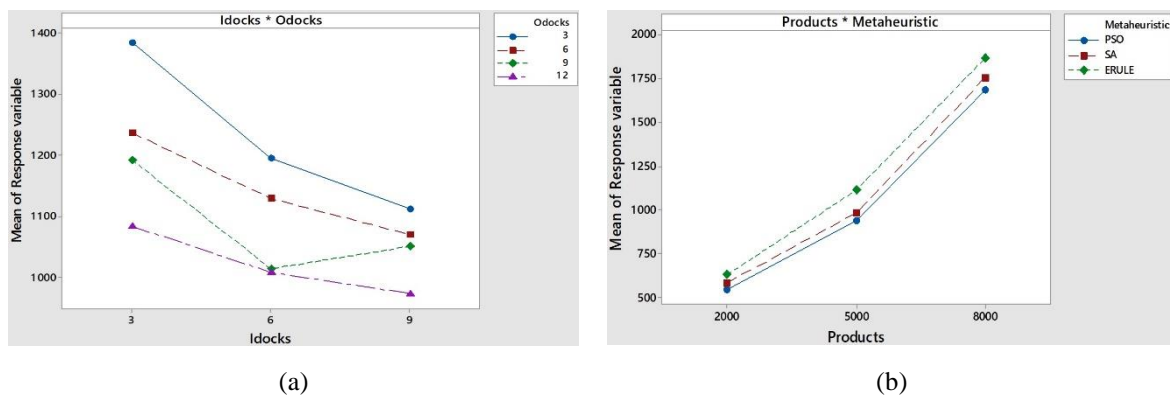 Idocks * Odocks
Mean of Response variable
1400
1300
1200
1100
1000
3
6
9
Idocks
Odocks
3
6
9
12
(a)
Products * Metaheuristic
Mean of Response variable
2000
1750
1500
1250
1000
750
500
2000
5000
8000
Products
Metaheuristic
PSO
SA
ERULE
(b)